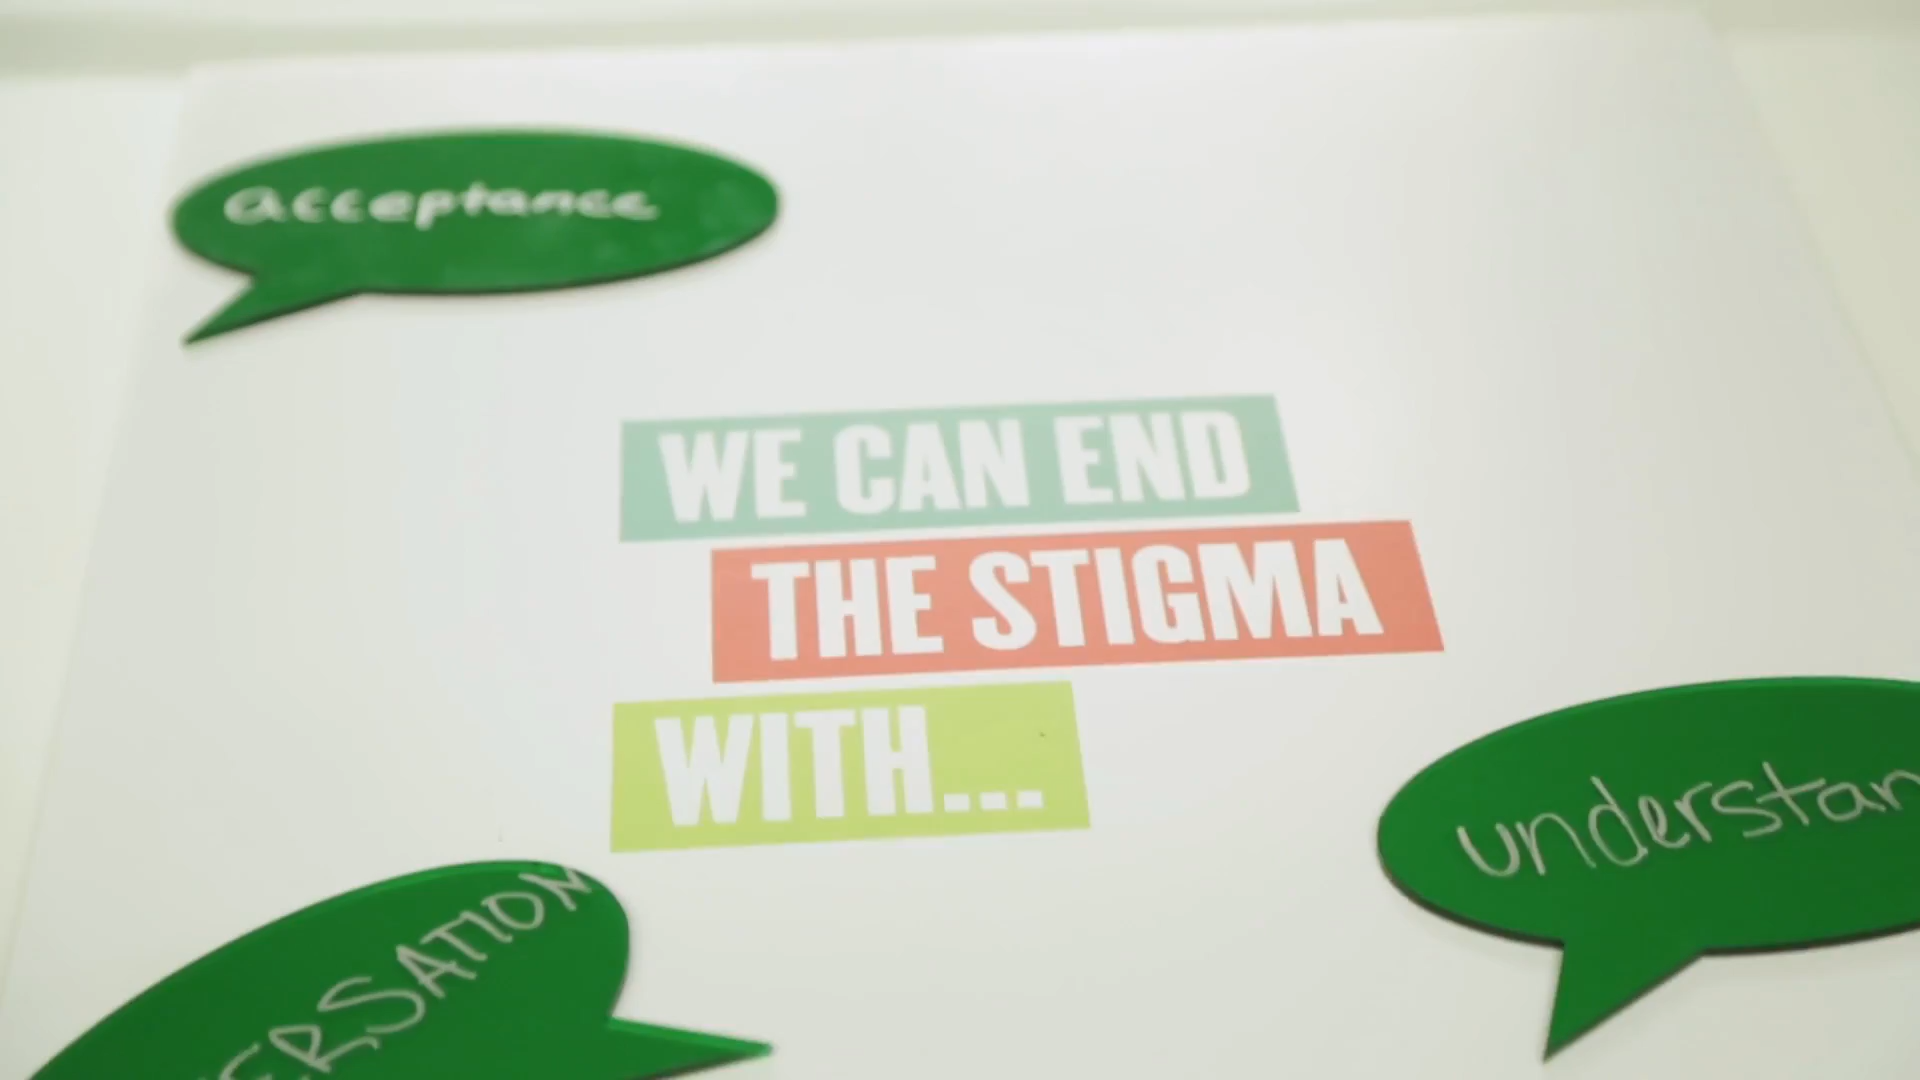 acceptance
WE CAN END
THE STIGMA
WITH...
understan
ERSATION